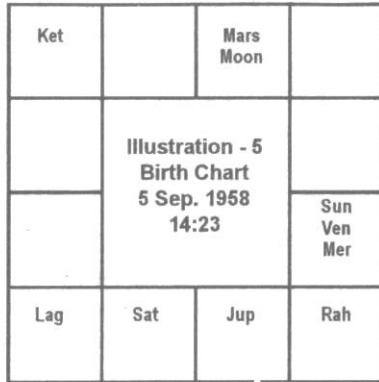 Ket
Mars
Moon
Illustration - 5
Birth Chart
5 Sep. 1958
14:23
Sun
Ven
Mer
Lag
Sat
Jup
Rah